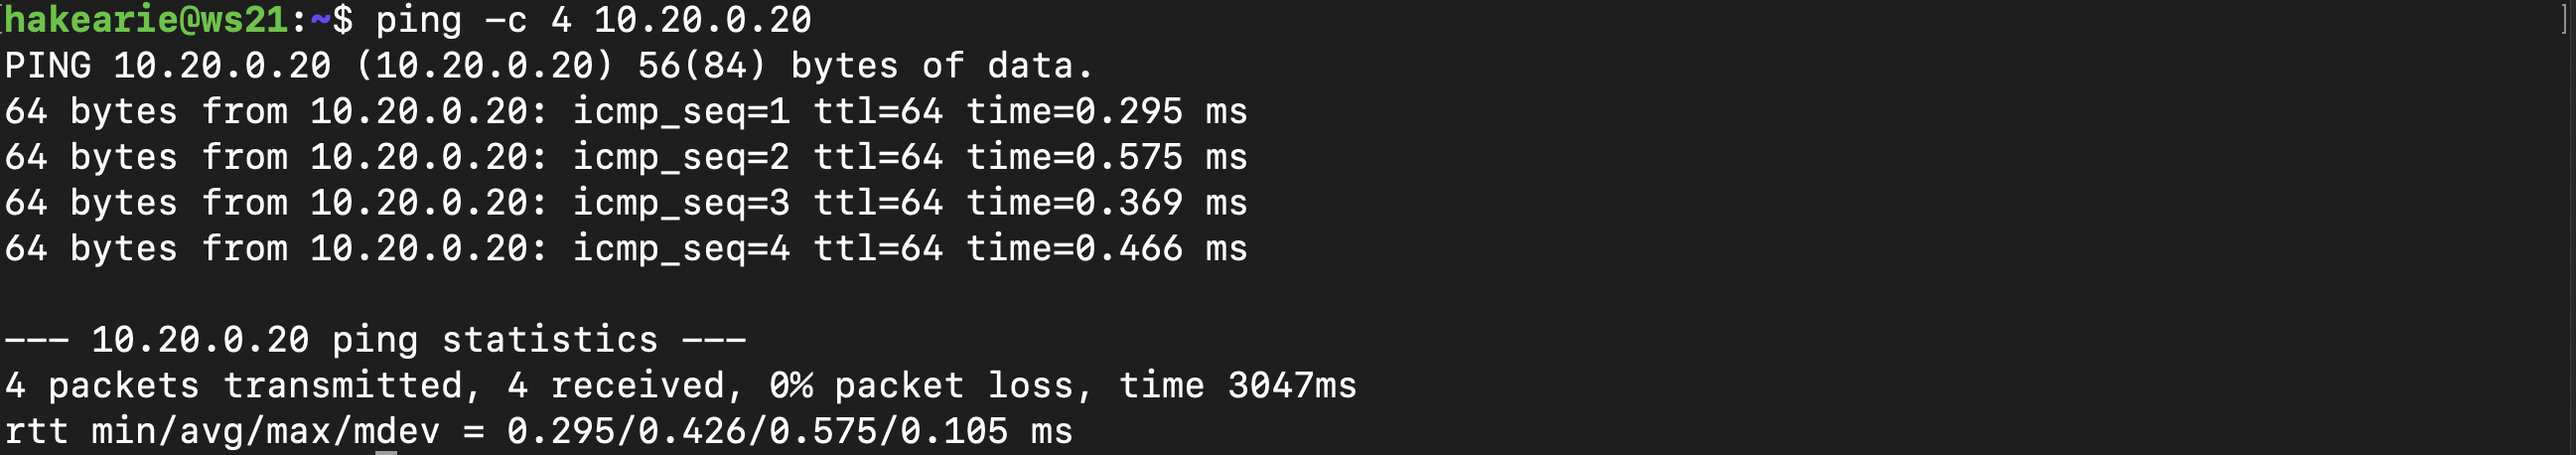 hakearie@ws21:~$ ping -c 4 10.20.0.20
PING 10.20.0.20 (10.20.0.20) 56(84) bytes of data.
64 bytes from 10.20.0.20: icmp_seq=1 ttl=64 time=0.295 ms
64 bytes from 10.20.0.20: icmp_seq=2 ttl=64 time=0.575 ms
64 bytes from 10.20.0.20: icmp_seq=3 ttl=64 time=0.369 ms
64 bytes from 10.20.0.20: icmp_seq=4 ttl=64 time=0.466 ms

--- 10.20.0.20 ping statistics ---
4 packets transmitted, 4 received, 0% packet loss, time 3047ms
rtt min/avg/max/mdev = 0.295/0.426/0.575/0.105 ms